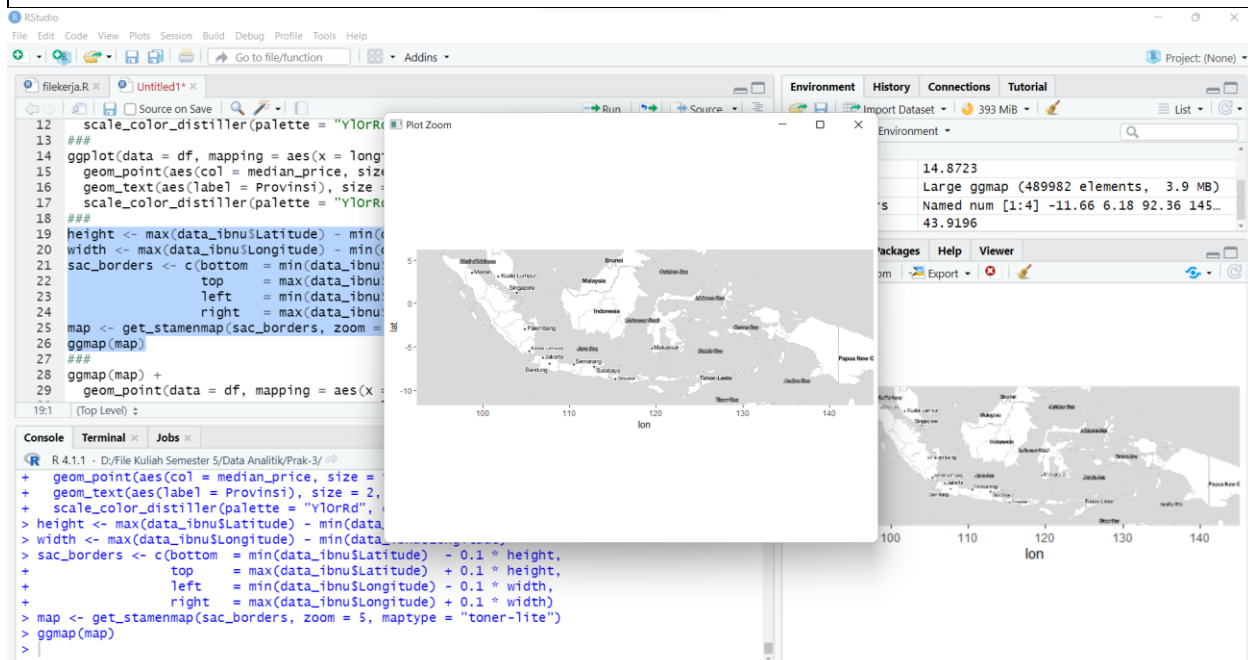 RStudio
File Edit Code View Plots Session Build Debug Profile Tools Help
Go to file/function Addins
Project: (None)
filekerja.R Untitled1*
Source on Save Run Source
12 scale_color_distiller(palette = "YlOrRd
13 ###
14 ggplot(data = df, mapping = aes(x = long
15 geom_point(aes(col = median_price, size
16 geom_text(aes(label = Provinsi), size =
17 scale_color_distiller(palette = "YlOrRd
18 ###
19 height <- max(data_ibnu$Latitude) - min(
20 width <- max(data_ibnu$Longitude) - min(
21 sac_borders <- c(bottom = min(data_ibnu
22 top = max(data_ibnu
23 left = min(data_ibnu
24 right = max(data_ibnu
25 map <- get_stamenmap(sac_borders, zoom =
26 ggmap(map)
27 ###
28 ggmap(map) +
29 geom_point(data = df, mapping = aes(x =
19:1 (Top Level)
Console Terminal Jobs
R 4.1.1 · D:/File Kuliah Semester 5/Data Analitik/Prak-3/
+ geom_point(aes(col = median_price, size =
+ geom_text(aes(label = Provinsi), size = 2,
+ scale_color_distiller(palette = "YlOrRd",
> height <- max(data_ibnu$Latitude) - min(data_
> width <- max(data_ibnu$Longitude) - min(data_ibnu$Longitude)
> sac_borders <- c(bottom = min(data_ibnu$Latitude) - 0.1 * height,
+ top = max(data_ibnu$Latitude) + 0.1 * height,
+ left = min(data_ibnu$Longitude) - 0.1 * width,
+ right = max(data_ibnu$Longitude) + 0.1 * width)
> map <- get_stamenmap(sac_borders, zoom = 5, maptype = "toner-lite")
> ggmap(map)
>
Plot Zoom
5
0
-5
-10
lat
100 110 120 130 140
lon
Medan
Kuala Lumpur
Singapore
Brunei
Malaysia
Indonesia
Palembang
Jakarta
Bandung
Semarang
Surabaya
Makassar
Timor-Leste
Papua New G
Environment History Connections Tutorial
Import Dataset 393 MiB List
Environment
14.8723
Large ggmap (489982 elements, 3.9 MB)
s Named num [1:4] -11.66 6.18 92.36 145…
43.9196
Packages Help Viewer
om Export
Brunei
Malaysia
Singapore
Indonesia
Papua New G
100 110 120 130 140
lon